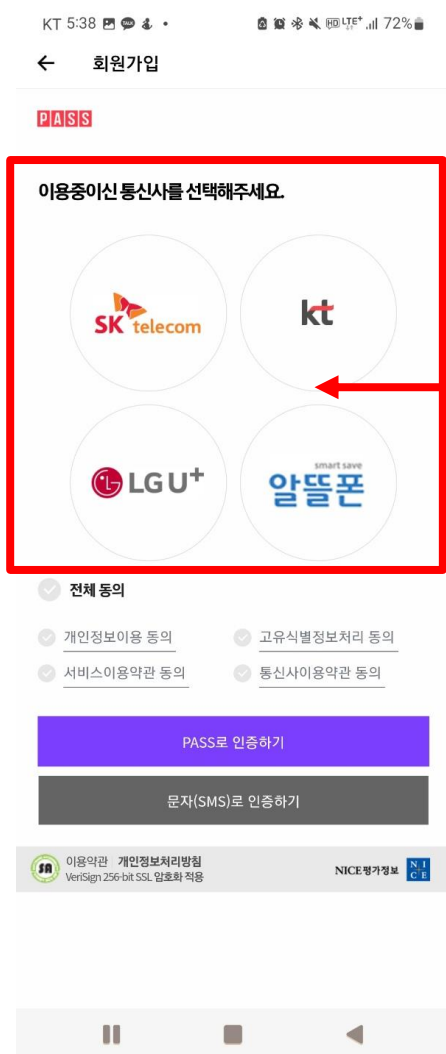 KT 5:38
HD LTE+ 72%
회원가입
PASS
이용중이신 통신사를 선택해주세요.
SK telecom
kt
LG U+
smart save
알뜰폰
전체 동의
개인정보이용 동의 고유식별정보처리 동의
서비스이용약관 동의 통신사이용약관 동의
PASS로 인증하기
문자(SMS)로 인증하기
이용약관 개인정보처리방침
VeriSign 256-bit SSL 암호화 적용
NICE평가정보 NICE